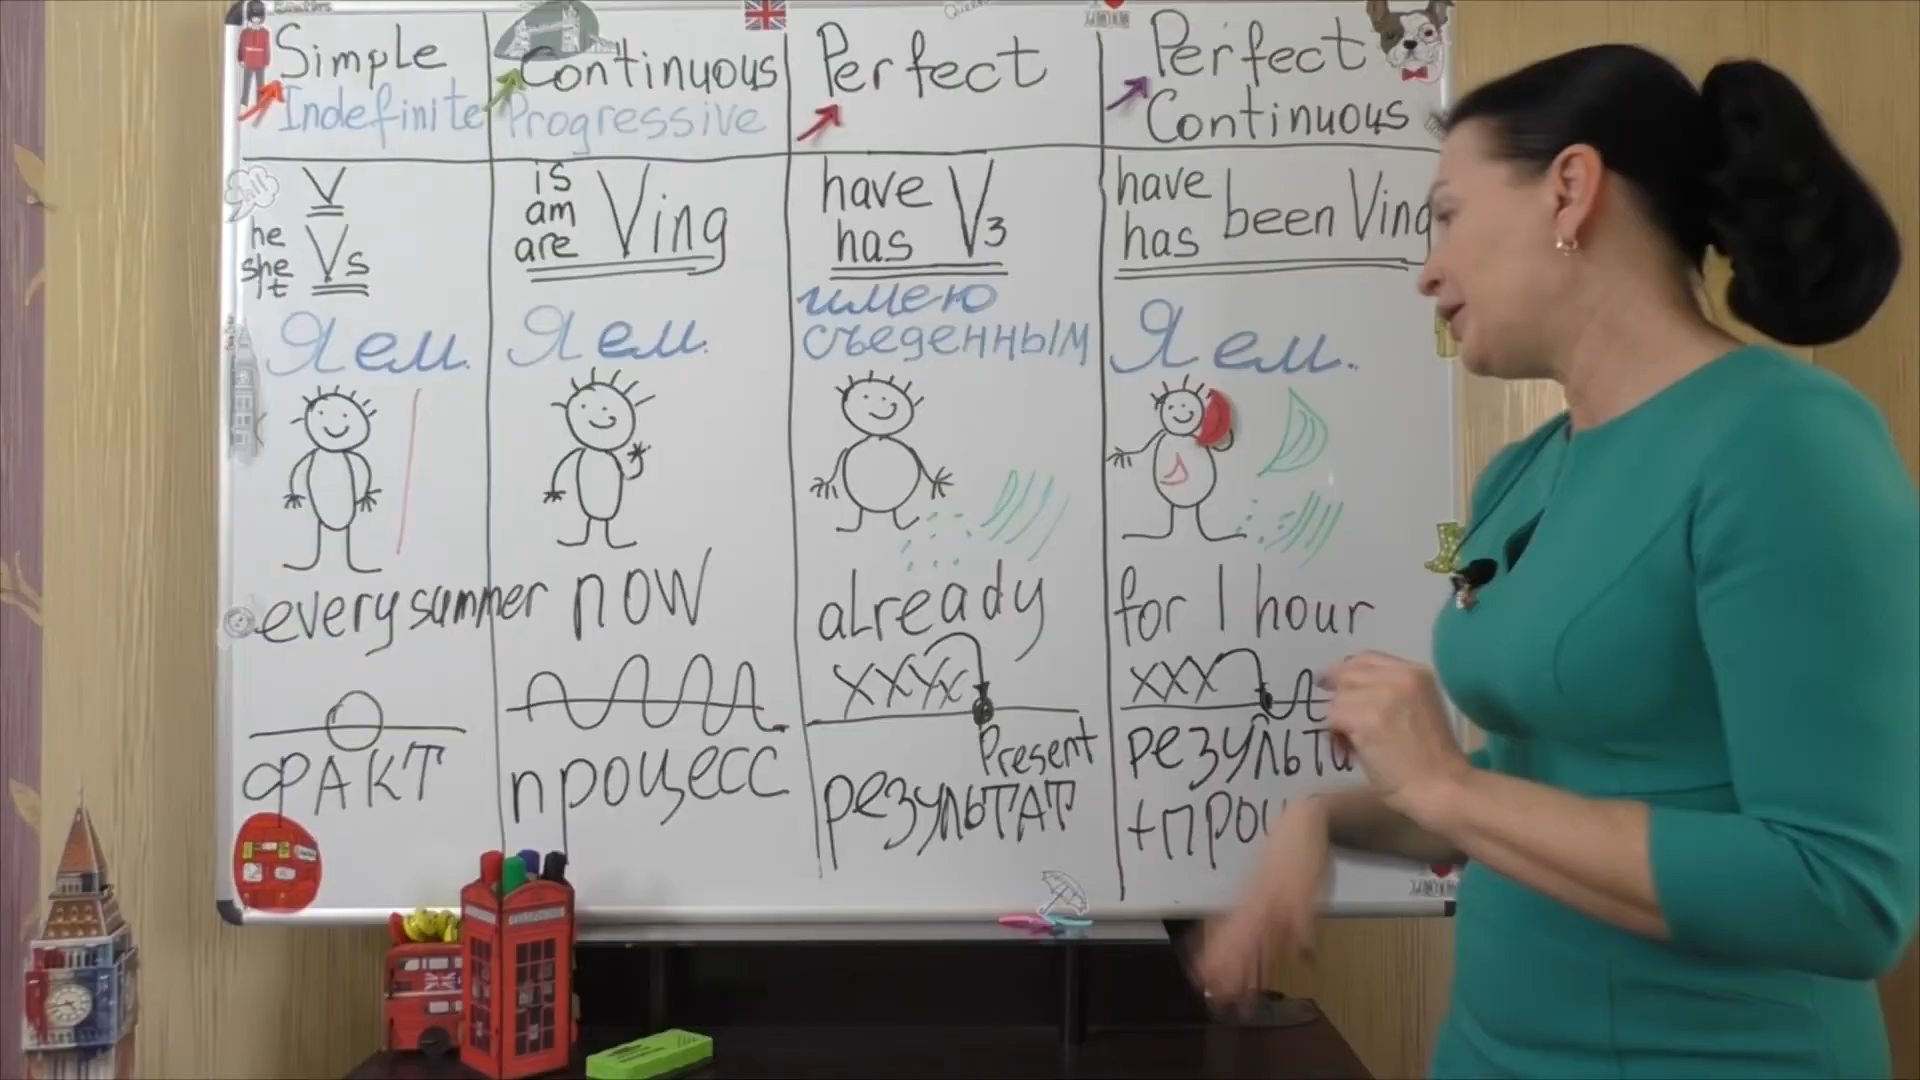 Simple
Indefinite
V
he
she Vs
it
Я ем.
every summer
ФАКТ
Continuous
Progressive
is
am Ving
are
Я ем.
now
процесс
Perfect
have
has V3
имею
съеденным
already
XXXX
Present
результат
Perfect
Continuous
have
has been Ving
Я ем.
for 1 hour
XXX
TELEPHONE